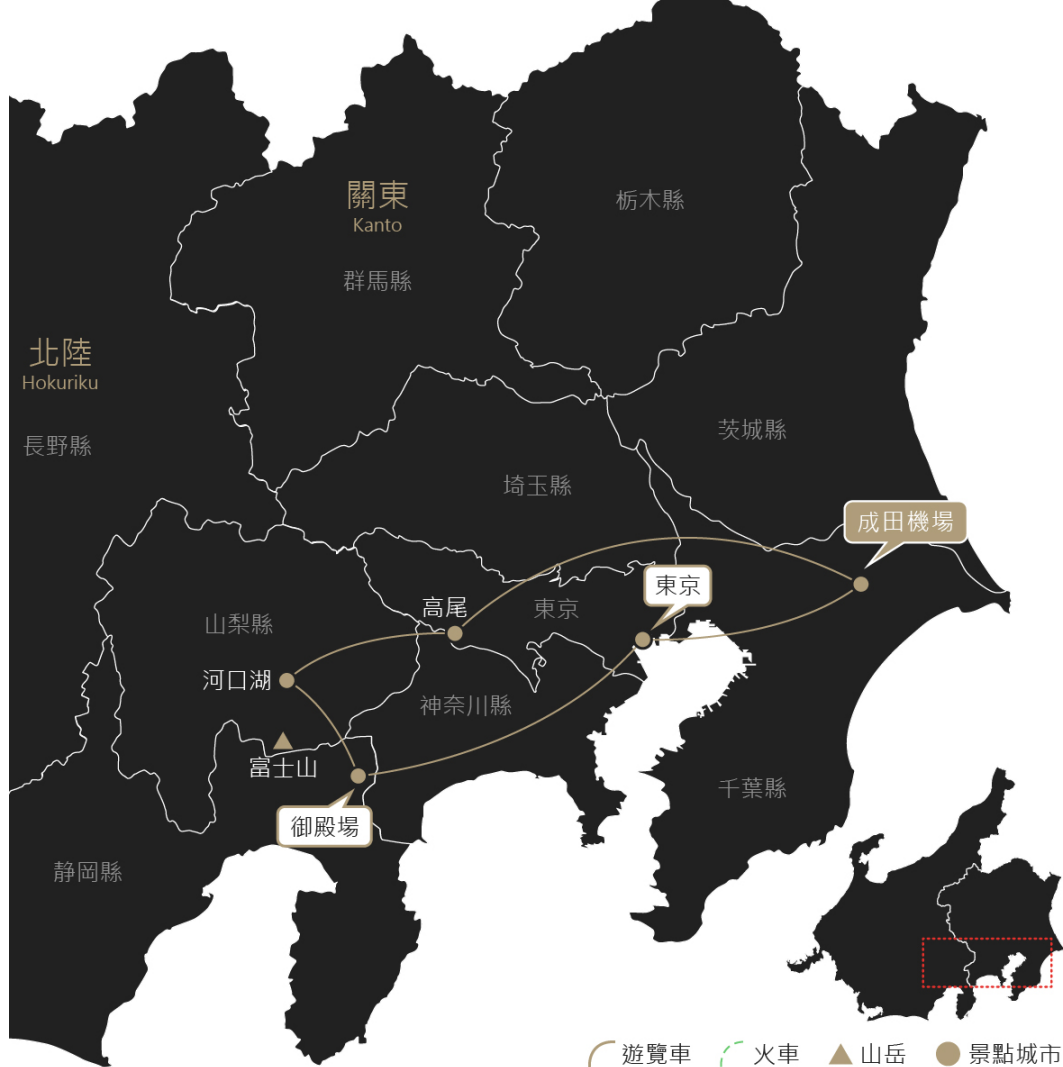 關東
Kanto
栃木縣
群馬縣
北陸
Hokuriku
長野縣
茨城縣
埼玉縣
成田機場
東京
高尾
東京
山梨縣
河口湖
神奈川縣
富士山
千葉縣
御殿場
静岡縣
遊覽車
火車
山岳
景點城市